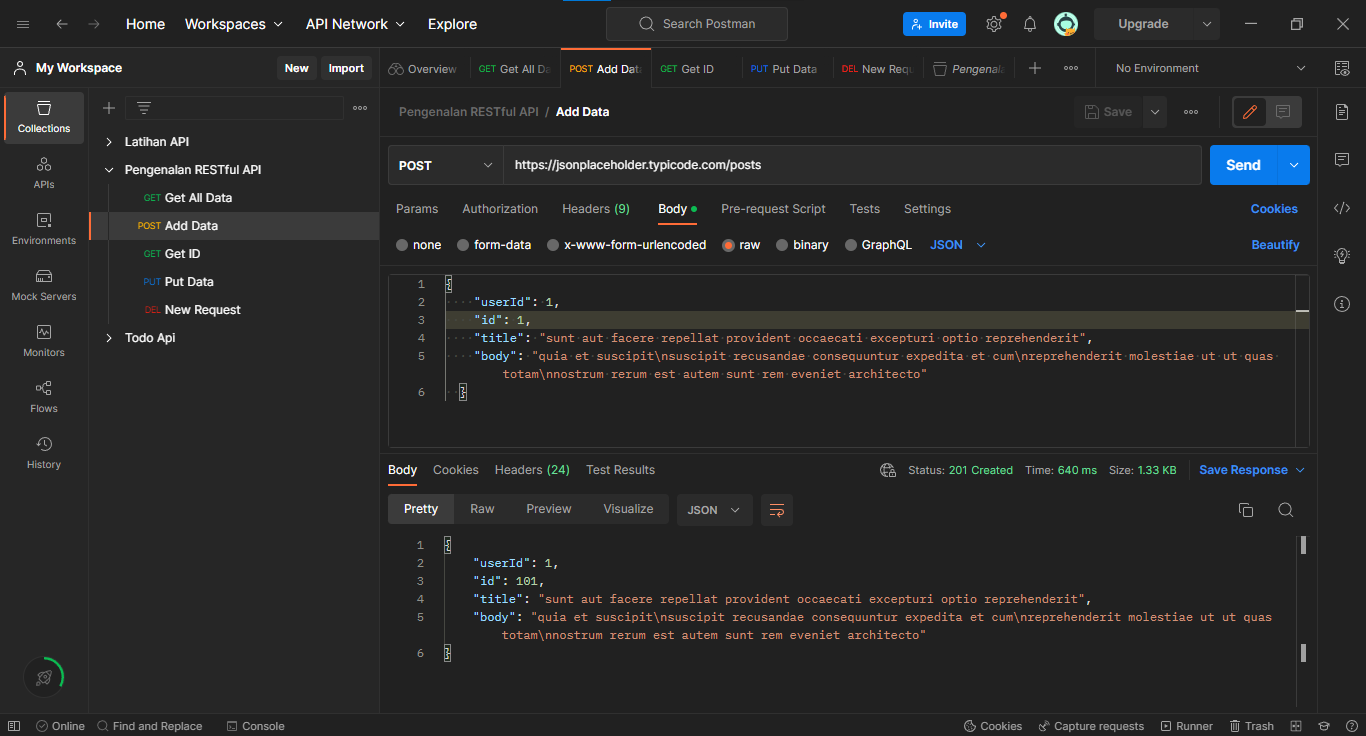 Home Workspaces API Network Explore Search Postman Invite Upgrade
My Workspace New Import Overview GET Get All Da POST Add Data GET Get ID PUT Put Data DEL New Requ Pengenala No Environment
Collections
APIs
Environments
Mock Servers
Monitors
Flows
History
Latihan API
Pengenalan RESTful API
GET Get All Data
POST Add Data
GET Get ID
PUT Put Data
DEL New Request
Todo Api
Pengenalan RESTful API / Add Data Save
POST https://jsonplaceholder.typicode.com/posts Send
Params Authorization Headers (9) Body Pre-request Script Tests Settings Cookies
none form-data x-www-form-urlencoded raw binary GraphQL JSON Beautify
1 {
2 "userId": 1,
3 "id": 1,
4 "title": "sunt aut facere repellat provident occaecati excepturi optio reprehenderit",
5 "body": "quia et suscipit\nsuscipit recusandae consequuntur expedita et cum\nreprehenderit molestiae ut ut quas
totam\nnostrum rerum est autem sunt rem eveniet architecto"
6 }
Body Cookies Headers (24) Test Results Status: 201 Created Time: 640 ms Size: 1.33 KB Save Response
Pretty Raw Preview Visualize JSON
1 {
2 "userId": 1,
3 "id": 101,
4 "title": "sunt aut facere repellat provident occaecati excepturi optio reprehenderit",
5 "body": "quia et suscipit\nsuscipit recusandae consequuntur expedita et cum\nreprehenderit molestiae ut ut quas
totam\nnostrum rerum est autem sunt rem eveniet architecto"
6 }
Online Find and Replace Console Cookies Capture requests Runner Trash